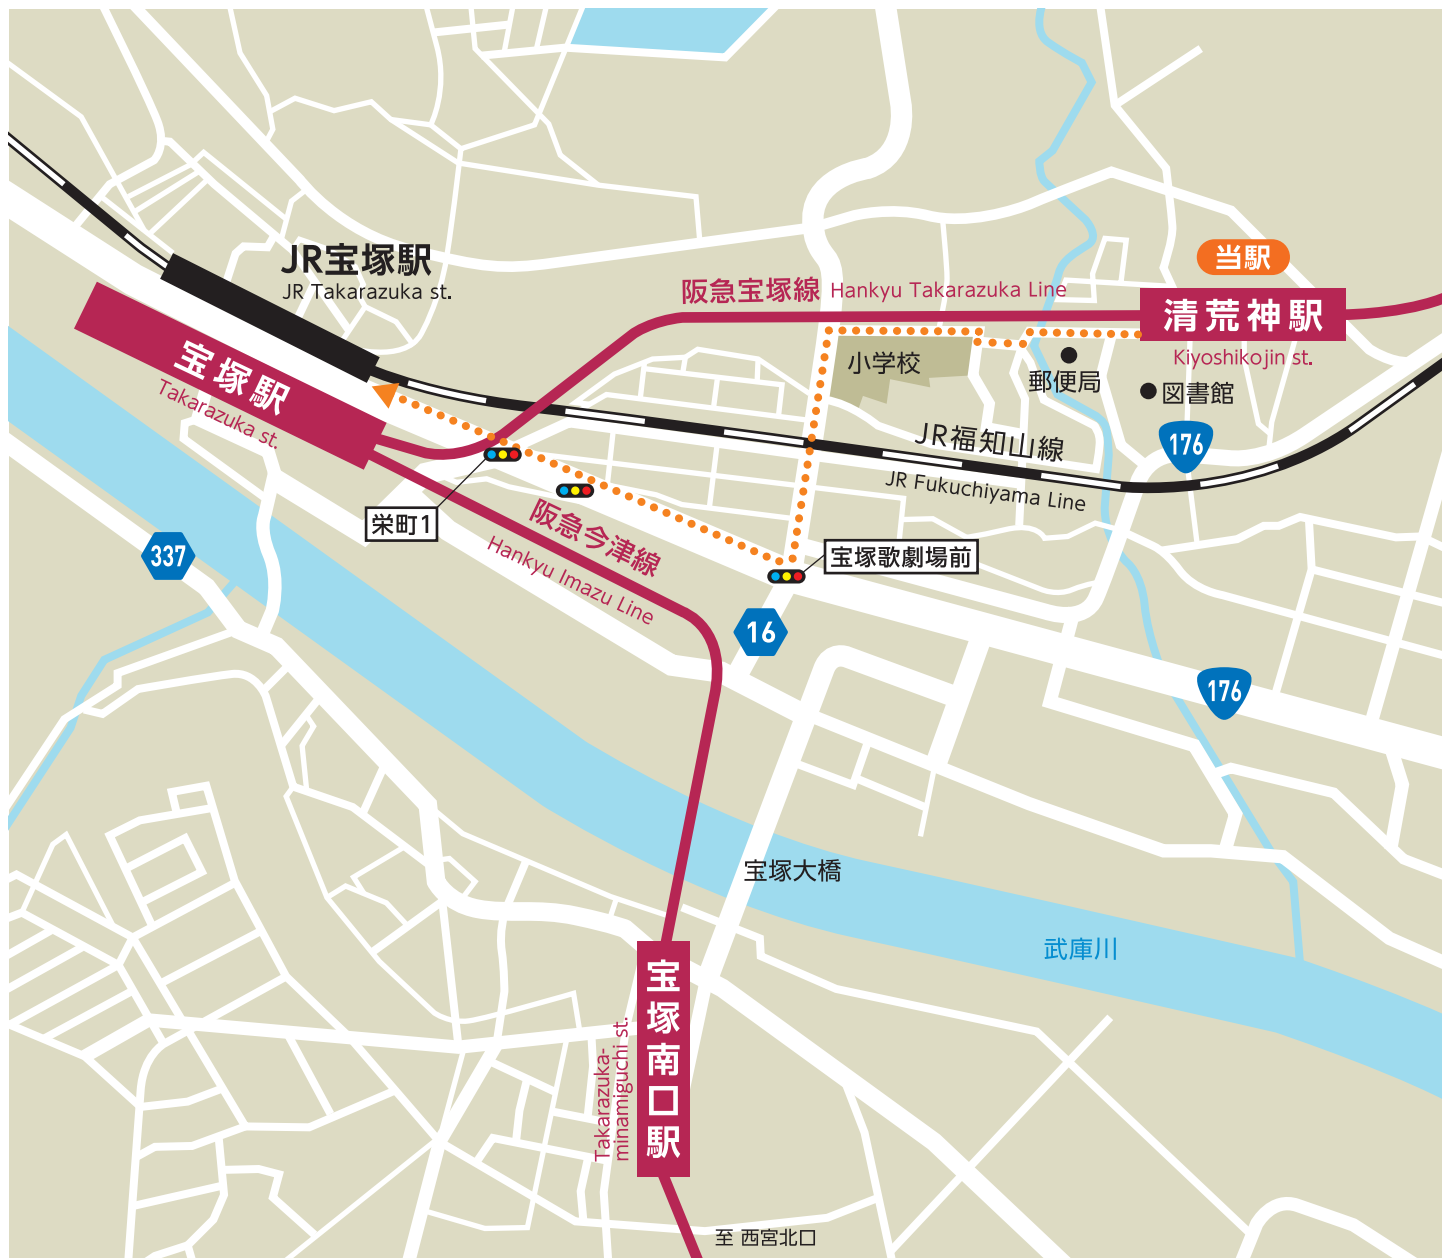 当駅
JR宝塚駅
JR Takarazuka st.
阪急宝塚線 Hankyu Takarazuka Line
清荒神駅
Kiyoshikojin st.
宝塚駅
Takarazuka st.
小学校
郵便局
図書館
JR福知山線
JR Fukuchiyama Line
176
栄町1
阪急今津線
Hankyu Imazu Line
337
宝塚歌劇場前
16
176
宝塚大橋
武庫川
宝塚南口駅
Takarazuka-
minamiguchi st.
至 西宮北口